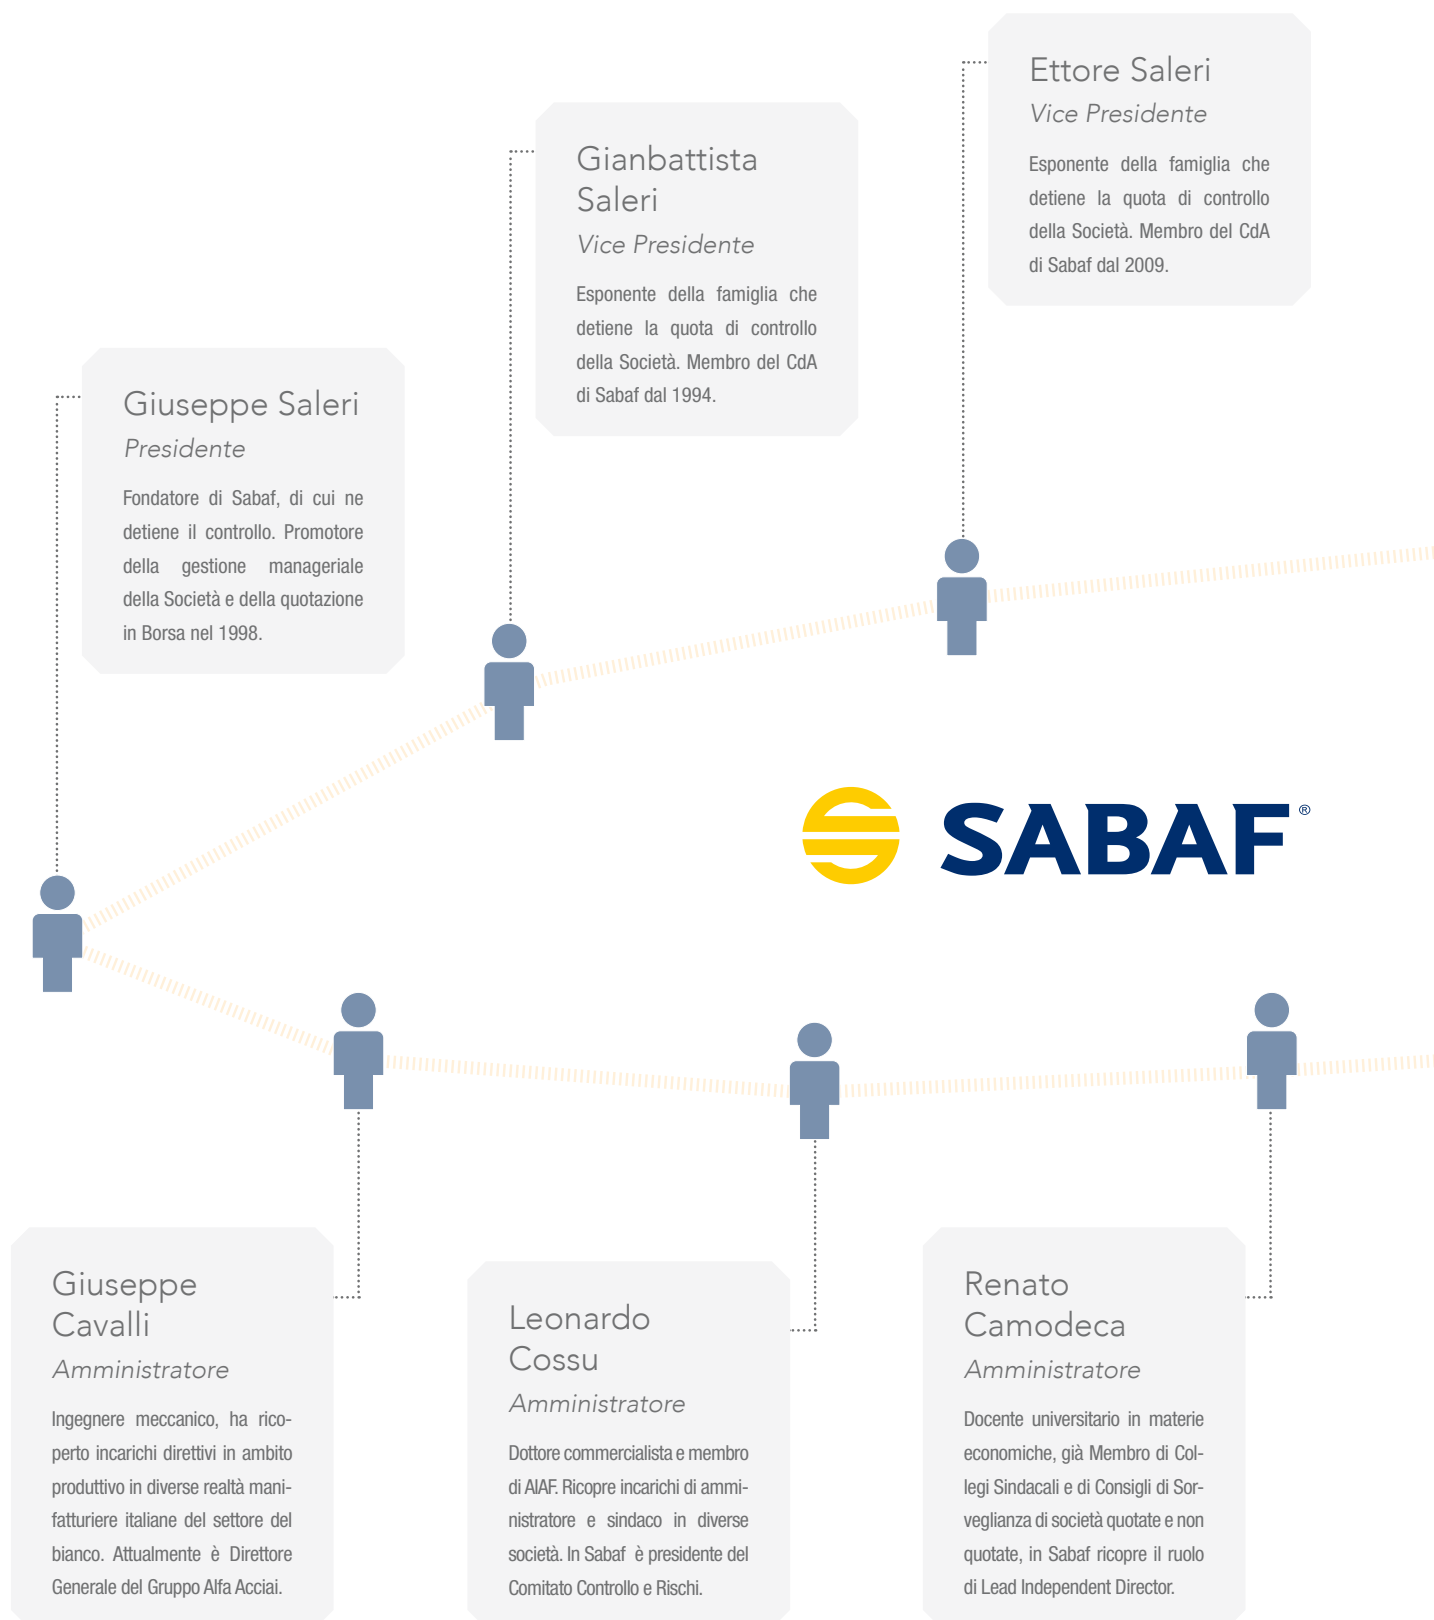 Ettore Saleri
Vice Presidente
Esponente della famiglia che
detiene la quota di controllo
della Società. Membro del CdA
di Sabaf dal 2009.
Gianbattista
Saleri
Vice Presidente
Esponente della famiglia che
detiene la quota di controllo
della Società. Membro del CdA
di Sabaf dal 1994.
Giuseppe Saleri
Presidente
Fondatore di Sabaf, di cui ne
detiene il controllo. Promotore
della gestione manageriale
della Società e della quotazione
in Borsa nel 1998.
SABAF®
Giuseppe
Cavalli
Amministratore
Ingegnere meccanico, ha rico-
perto incarichi direttivi in ambito
produttivo in diverse realtà mani-
fatturiere italiane del settore del
bianco. Attualmente è Direttore
Generale del Gruppo Alfa Acciai.
Leonardo
Cossu
Amministratore
Dottore commercialista e membro
di AIAF. Ricopre incarichi di ammi-
nistratore e sindaco in diverse
società. In Sabaf è presidente del
Comitato Controllo e Rischi.
Renato
Camodeca
Amministratore
Docente universitario in materie
economiche, già Membro di Col-
legi Sindacali e di Consigli di Sor-
veglianza di società quotate e non
quotate, in Sabaf ricopre il ruolo
di Lead Independent Director.